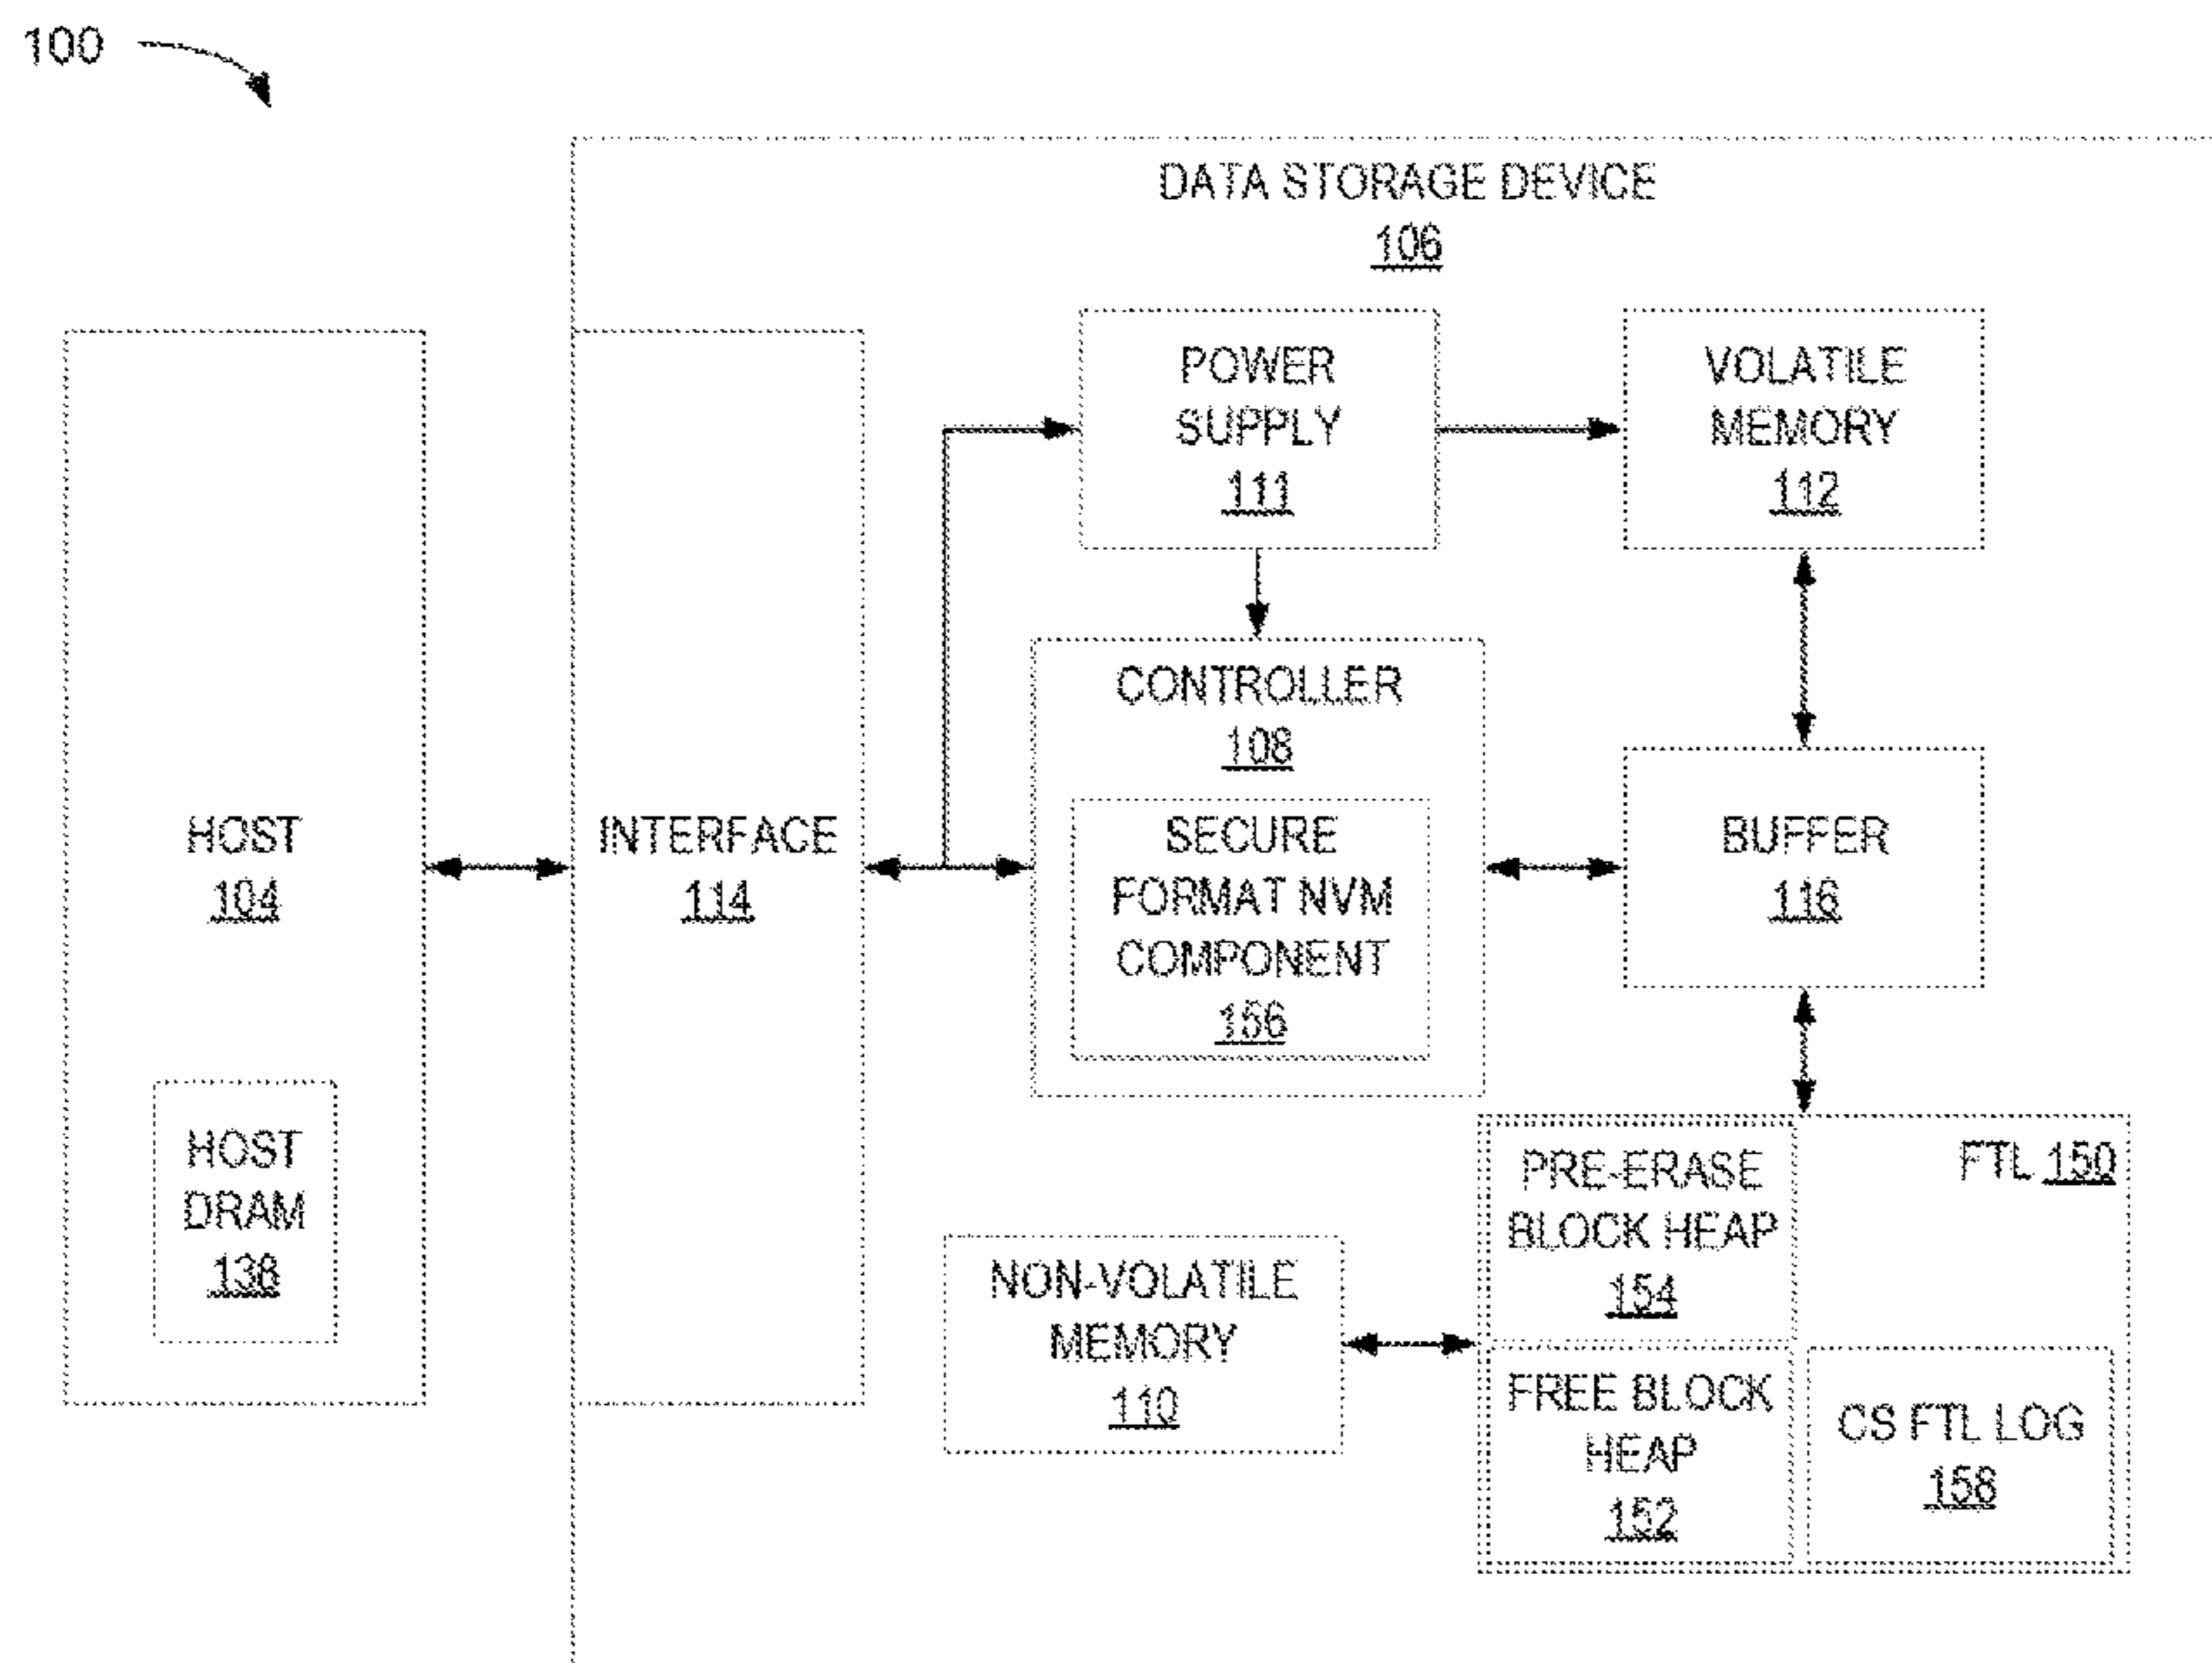 100
DATA STORAGE DEVICE
106
POWER
SUPPLY
111
VOLATILE
MEMORY
112
CONTROLLER
108
SECURE
FORMAT NVM
COMPONENT
156
HOST
104
INTERFACE
114
BUFFER
116
HOST
DRAM
138
NON-VOLATILE
MEMORY
110
PRE-ERASE
BLOCK HEAP
154
FTL 150
FREE BLOCK
HEAP
152
CS FTL LOG
158